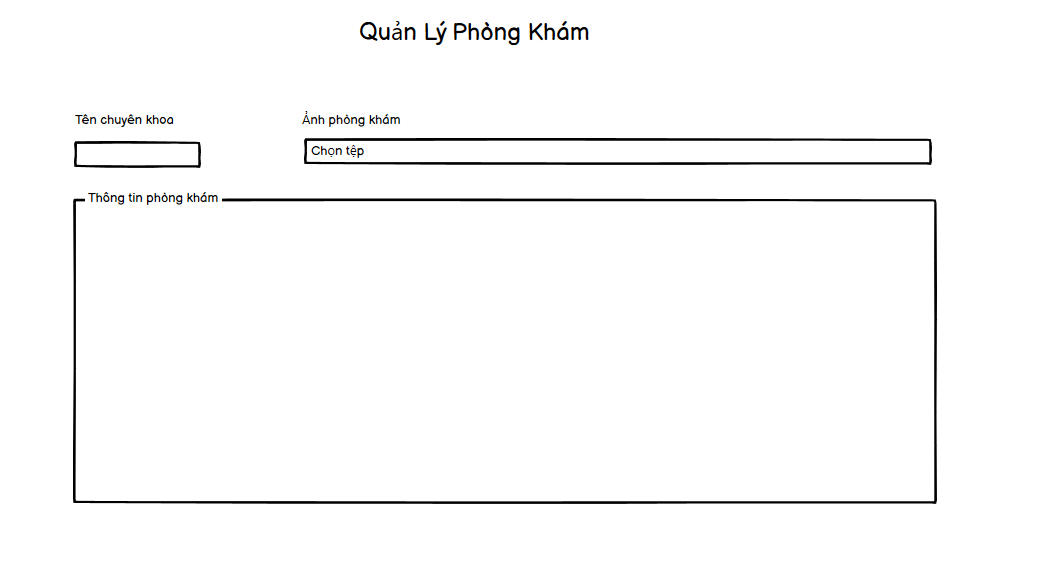 Quản Lý Phòng Khám
Tên chuyên khoa
Ảnh phòng khám
Chọn tệp
Thông tin phòng khám